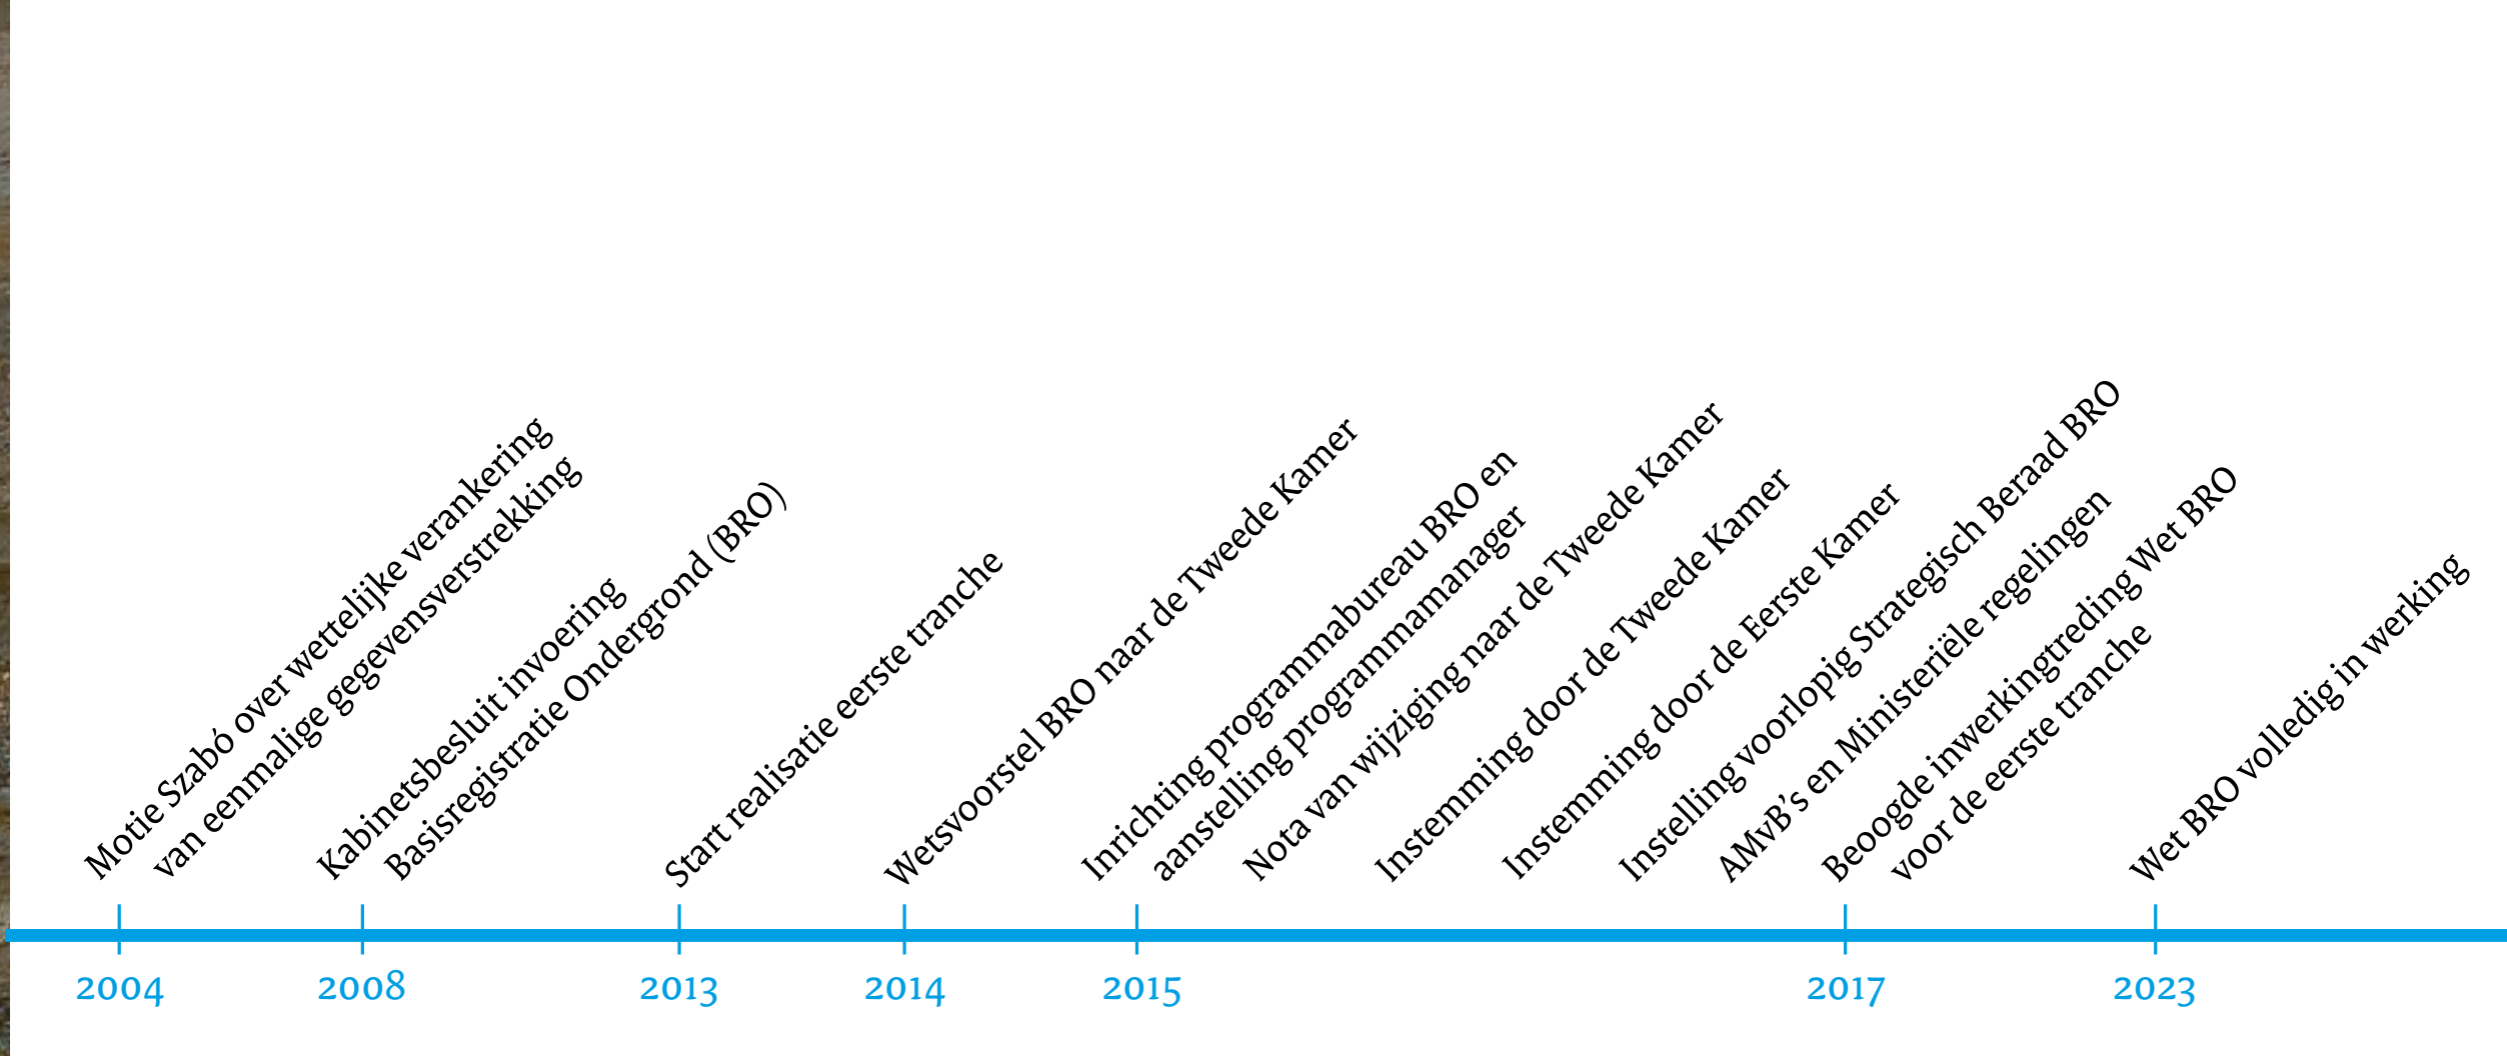 Motie Szabó over wettelijke verankering
van eenmalige gegevensverstrekking
Kabinetsbesluit invoering
Basisregistratie Ondergrond (BRO)
Start realisatie eerste tranche
Wetsvoorstel BRO naar de Tweede Kamer
Inrichting programmabureau BRO en
aanstelling programmamanager
Nota van wijziging naar de Tweede Kamer
Instemming door de Tweede Kamer
Instemming door de Eerste Kamer
Instelling voorlopig Strategisch Beraad BRO
AMvB's en Ministeriële regelingen
Beoogde inwerkingtreding Wet BRO
voor de eerste tranche
Wet BRO volledig in werking
2004
2008
2013
2014
2015
2017
2023